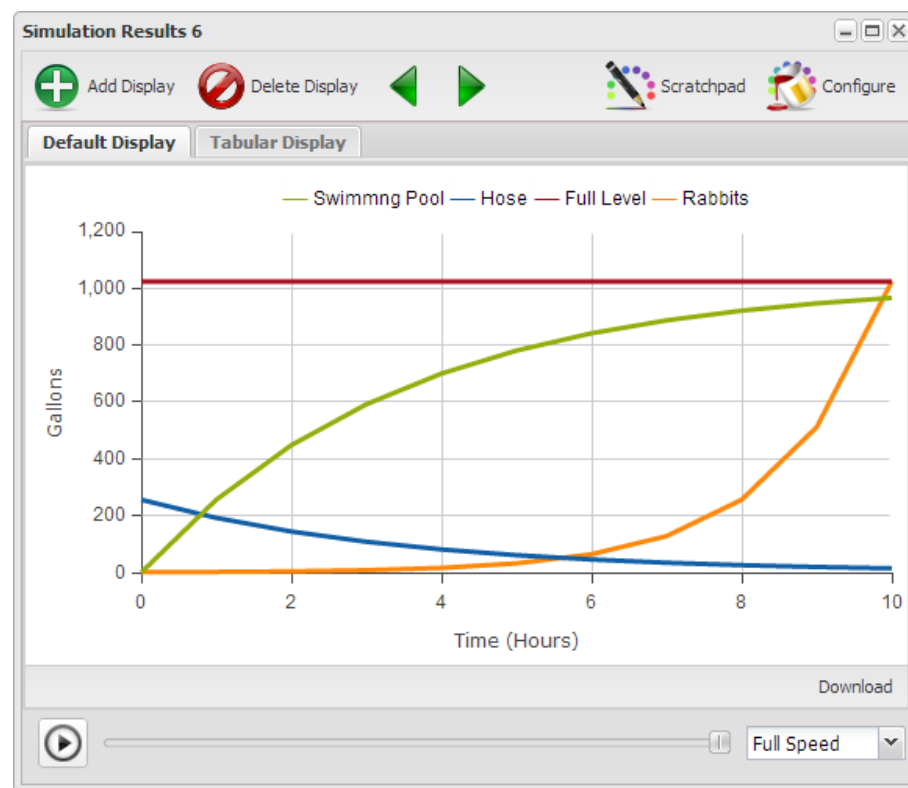 Simulation Results 6
Add Display Delete Display Scratchpad Configure
Default Display Tabular Display
Swimmng Pool Hose Full Level Rabbits
1,200
1,000
800
600
400
200
0
Gallons
0 2 4 6 8 10
Time (Hours)
Download
Full Speed